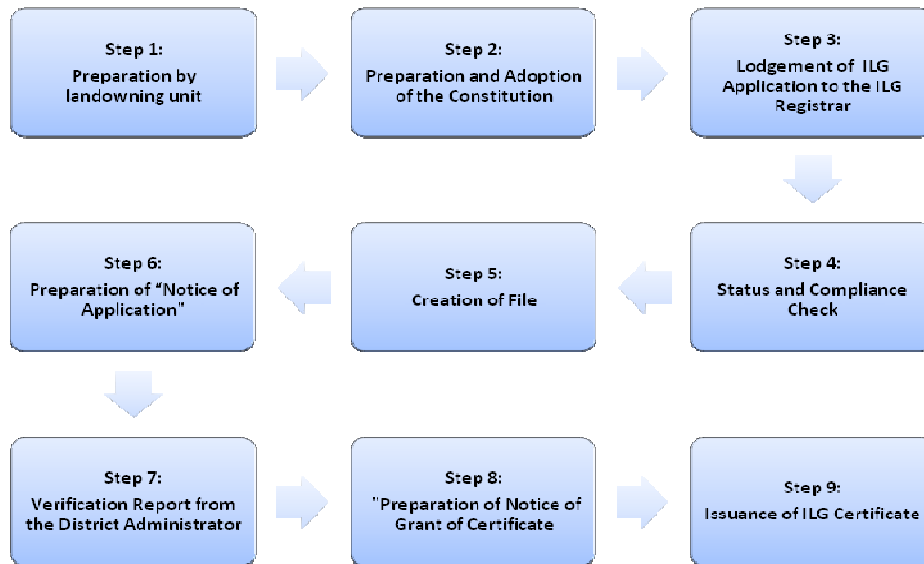 Step 1:
Preparation by
landowning unit
Step 2:
Preparation and Adoption
of the Constitution
Step 3:
Lodgement of ILG
Application to the ILG
Registrar
Step 4:
Status and Compliance
Check
Step 5:
Creation of File
Step 6:
Preparation of “Notice of
Application"
Step 7:
Verification Report from
the District Administrator
Step 8:
"Preparation of Notice of
Grant of Certificate
Step 9:
Issuance of ILG Certificate